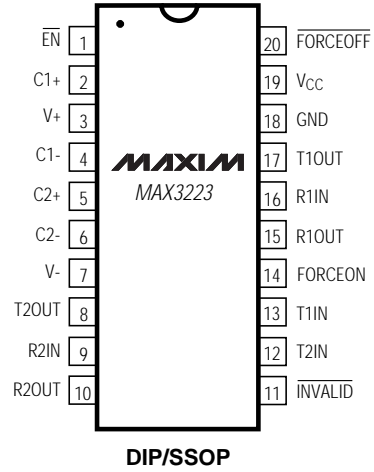 EN 1 20 FORCEOFF
C1+ 2 19 VCC
V+ 3 18 GND
C1- 4 MAXIM 17 T1OUT
C2+ 5 MAX3223 16 R1IN
C2- 6 15 R1OUT
V- 7 14 FORCEON
T2OUT 8 13 T1IN
R2IN 9 12 T2IN
R2OUT 10 11 INVALID
DIP/SSOP